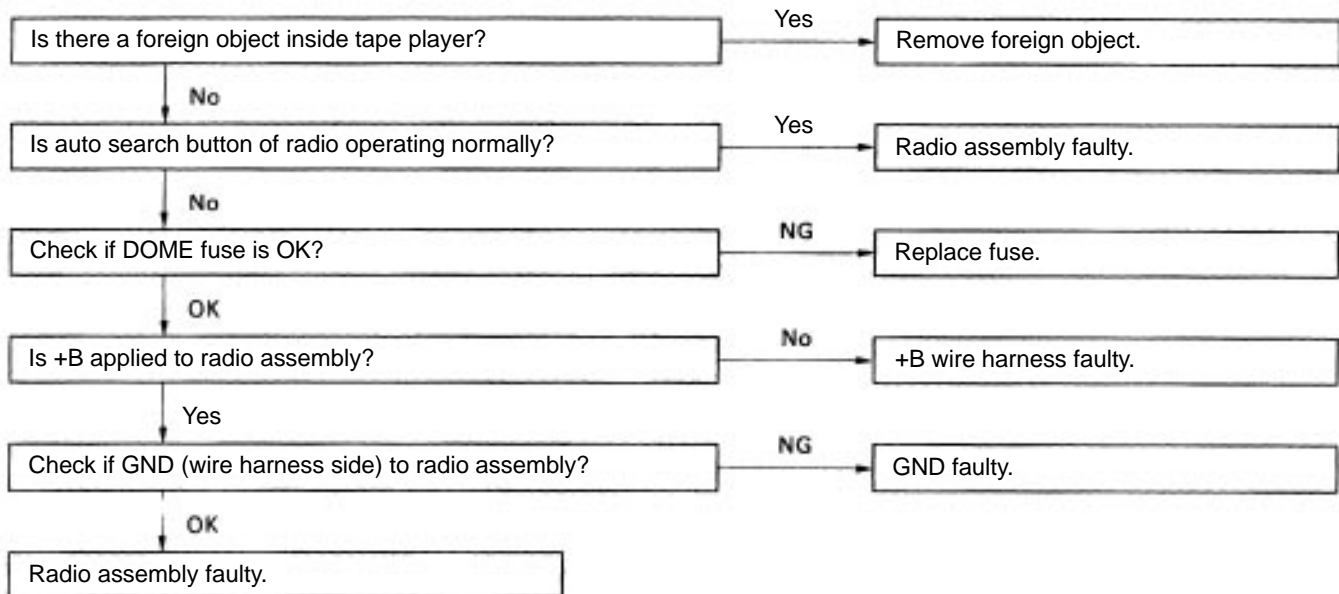 Is there a foreign object inside tape player?
Yes
Remove foreign object.
No
Is auto search button of radio operating normally?
Yes
Radio assembly faulty.
No
Check if DOME fuse is OK?
NG
Replace fuse.
OK
Is +B applied to radio assembly?
No
+B wire harness faulty.
Yes
Check if GND (wire harness side) to radio assembly?
NG
GND faulty.
OK
Radio assembly faulty.